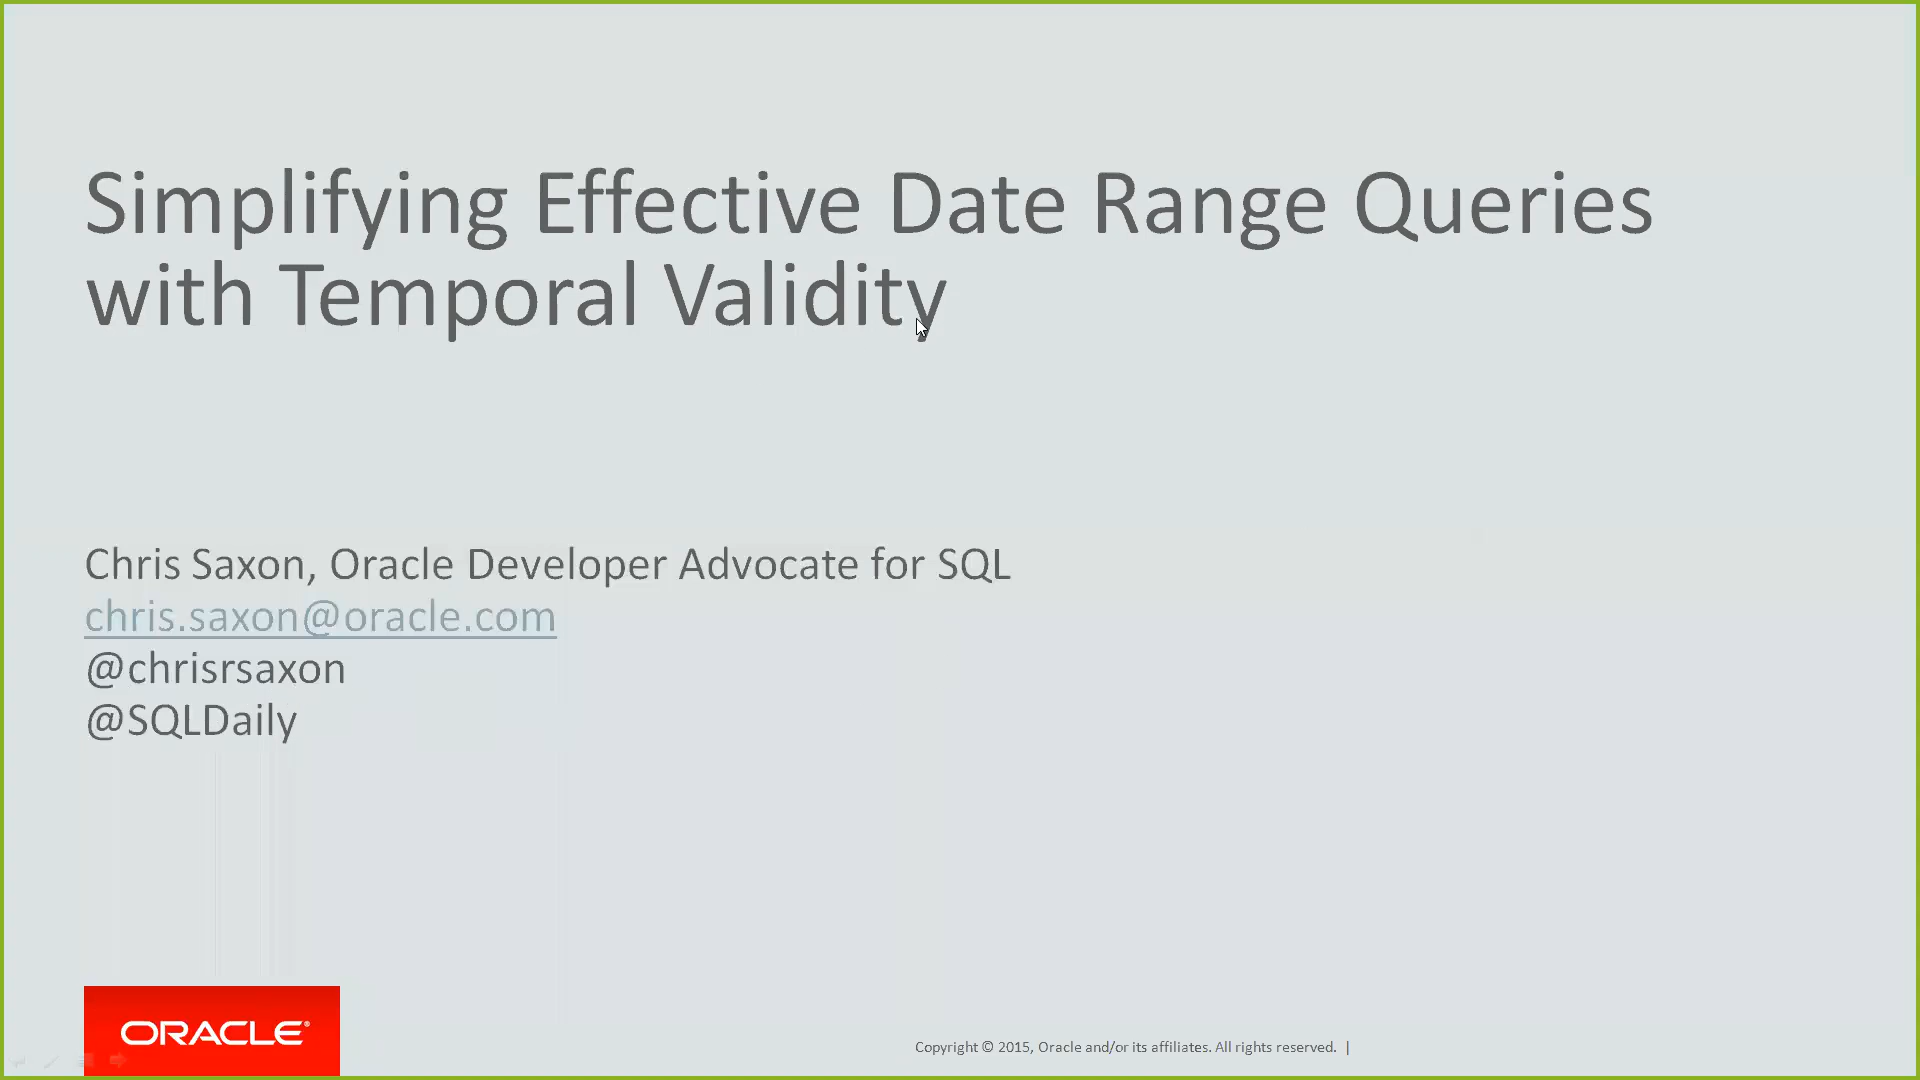 Simplifying Effective Date Range Queries
with Temporal Validity
Chris Saxon, Oracle Developer Advocate for SQL
chris.saxon@oracle.com
@chrisrsaxon
@SQLDaily
ORACLE®
Copyright © 2015, Oracle and/or its affiliates. All rights reserved. |